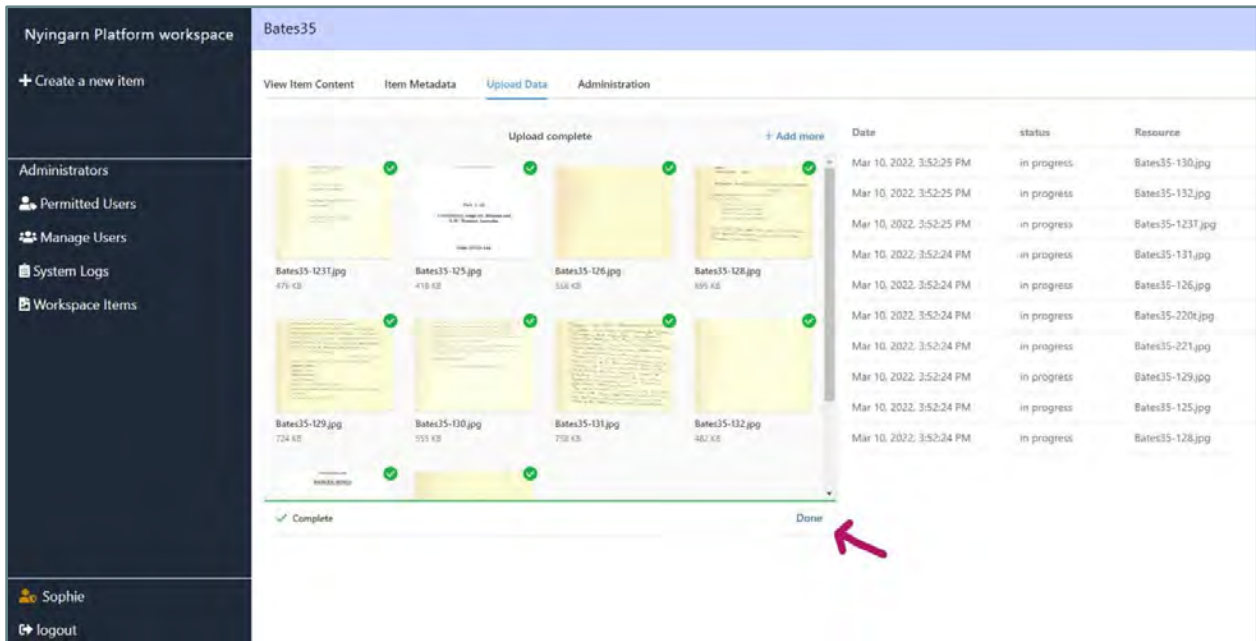 Nyingarn Platform workspace
+ Create a new item
Administrators
Permitted Users
Manage Users
System Logs
Workspace Items
Sophie
logout
Bates35
View Item Content Item Metadata Upload Data Administration
Upload complete + Add more
Bates35-123T.jpg Bates35-125.jpg Bates35-126.jpg Bates35-128.jpg
476 KB 418 KB 695 KB
Bates35-129.jpg Bates35-130.jpg Bates35-131.jpg Bates35-132.jpg
724 KB 555 KB 758 KB 482 KB
Complete Done
Date status Resource
Mar 10, 2022, 3:52:25 PM in progress Bates35-130.jpg
Mar 10, 2022, 3:52:25 PM in progress Bates35-132.jpg
Mar 10, 2022, 3:52:25 PM in progress Bates35-123T.jpg
Mar 10, 2022, 3:52:24 PM in progress Bates35-131.jpg
Mar 10, 2022, 3:52:24 PM in progress Bates35-126.jpg
Mar 10, 2022, 3:52:24 PM in progress Bates35-220t.jpg
Mar 10, 2022, 3:52:24 PM in progress Bates35-221.jpg
Mar 10, 2022, 3:52:24 PM in progress Bates35-129.jpg
Mar 10, 2022, 3:52:24 PM in progress Bates35-125.jpg
Mar 10, 2022, 3:52:24 PM in progress Bates35-128.jpg